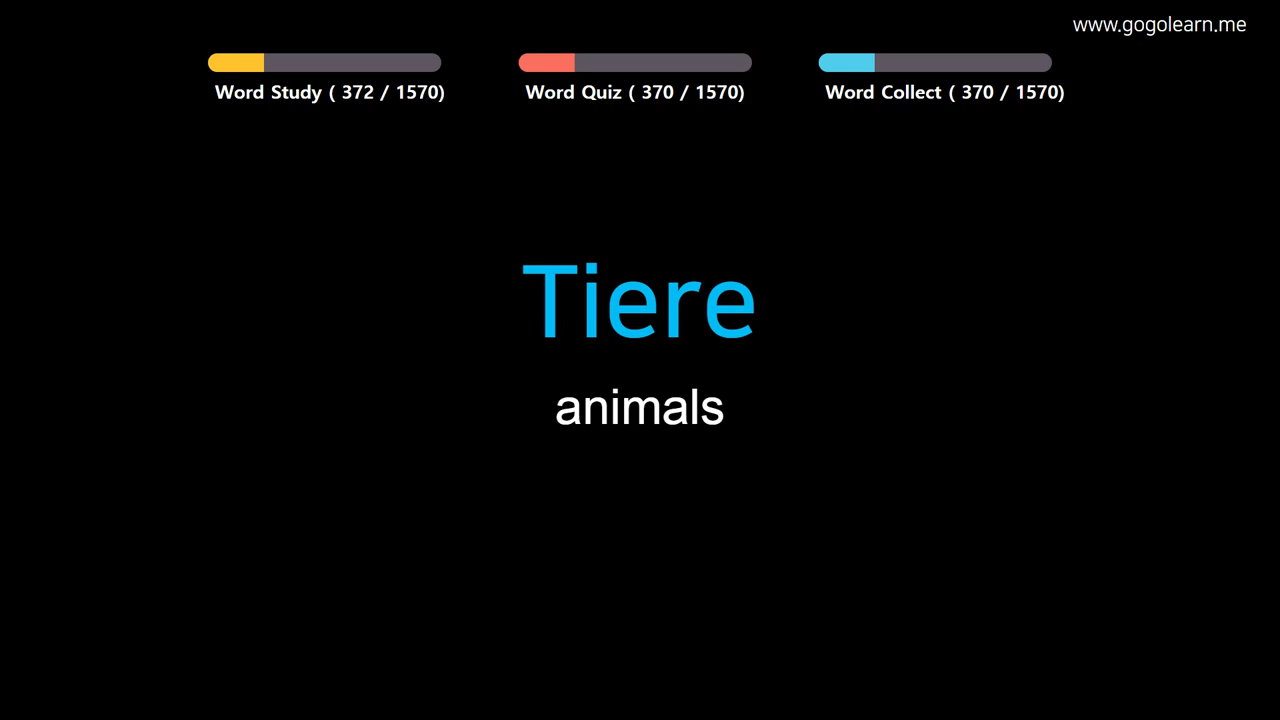 www.gogolearn.me
Word Study ( 372 / 1570)
Word Quiz ( 370 / 1570)
Word Collect ( 370 / 1570)
Tiere
animals